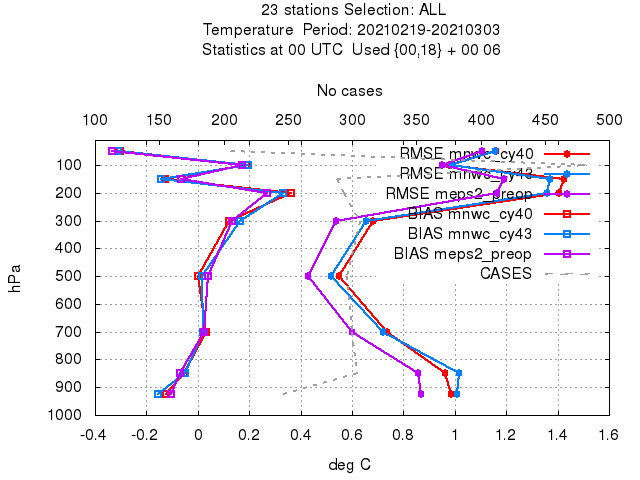 23 stations Selection: ALL
Temperature  Period: 20210219-20210303
Statistics at 00 UTC  Used {00,18} + 00 06
No cases
100 150 200 250 300 350 400 450 500
RMSE mnwc_cy40
100
RMSE mnwc_cy43
RMSE meps2_preop
200
BIAS mnwc_cy40
300
BIAS mnwc_cy43
400
BIAS meps2_preop
CASES
500
600
700
800
900
1000
hPa
-0.4 -0.2 0 0.2 0.4 0.6 0.8 1 1.2 1.4 1.6
deg C